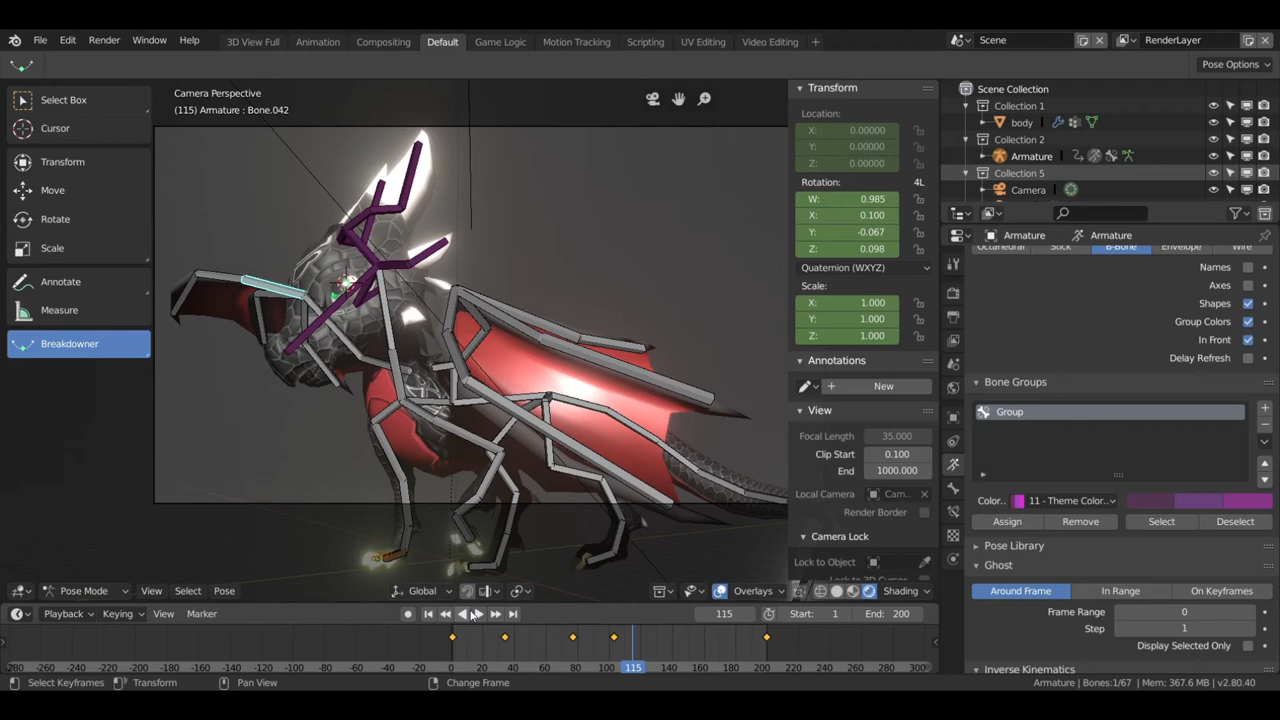 File Edit Render Window Help 3D View Full Animation Compositing Default Game Logic Motion Tracking Scripting UV Editing Video Editing + Scene RenderLayer
Pose Options
Select Box
Cursor
Transform
Move
Rotate
Scale
Annotate
Measure
Breakdowner
Camera Perspective
(115) Armature : Bone.042
Transform
Location:
X: 0.00000
Y: 0.00000
Z: 0.00000
Rotation: 4L
W: 0.985
X: 0.100
Y: -0.067
Z: 0.098
Quaternion (WXYZ)
Scale:
X: 1.000
Y: 1.000
Z: 1.000
Annotations
+ New
View
Focal Length 35.000
Clip Start 0.100
End 1000.000
Local Camera Cam..
Render Border
Camera Lock
Lock to Object
Lock to 3D Cursor
Scene Collection
Collection 1
body
Collection 2
Armature
Collection 5
Camera
Armature Armature
Octahedral Stick B-Bone Envelope Wire
Names
Axes
Shapes
Group Colors
In Front
Delay Refresh
Bone Groups
Group
Color.. 11 - Theme Color..
Assign Remove Select Deselect
Pose Library
Ghost
Around Frame In Range On Keyframes
Frame Range 0
Step 1
Display Selected Only
Inverse Kinematics
Pose Mode View Select Pose Global Overlays Shading
Playback Keying View Marker 115 Start: 1 End: 200
-280 -260 -240 -220 -200 -180 -160 -140 -120 -100 -80 -60 -40 -20 0 20 40 60 80 100 115 140 160 180 200 220 240 260 280 300
Select Keyframes Transform Pan View Change Frame Armature | Bones:1/67 | Mem: 367.6 MB | v2.80.40